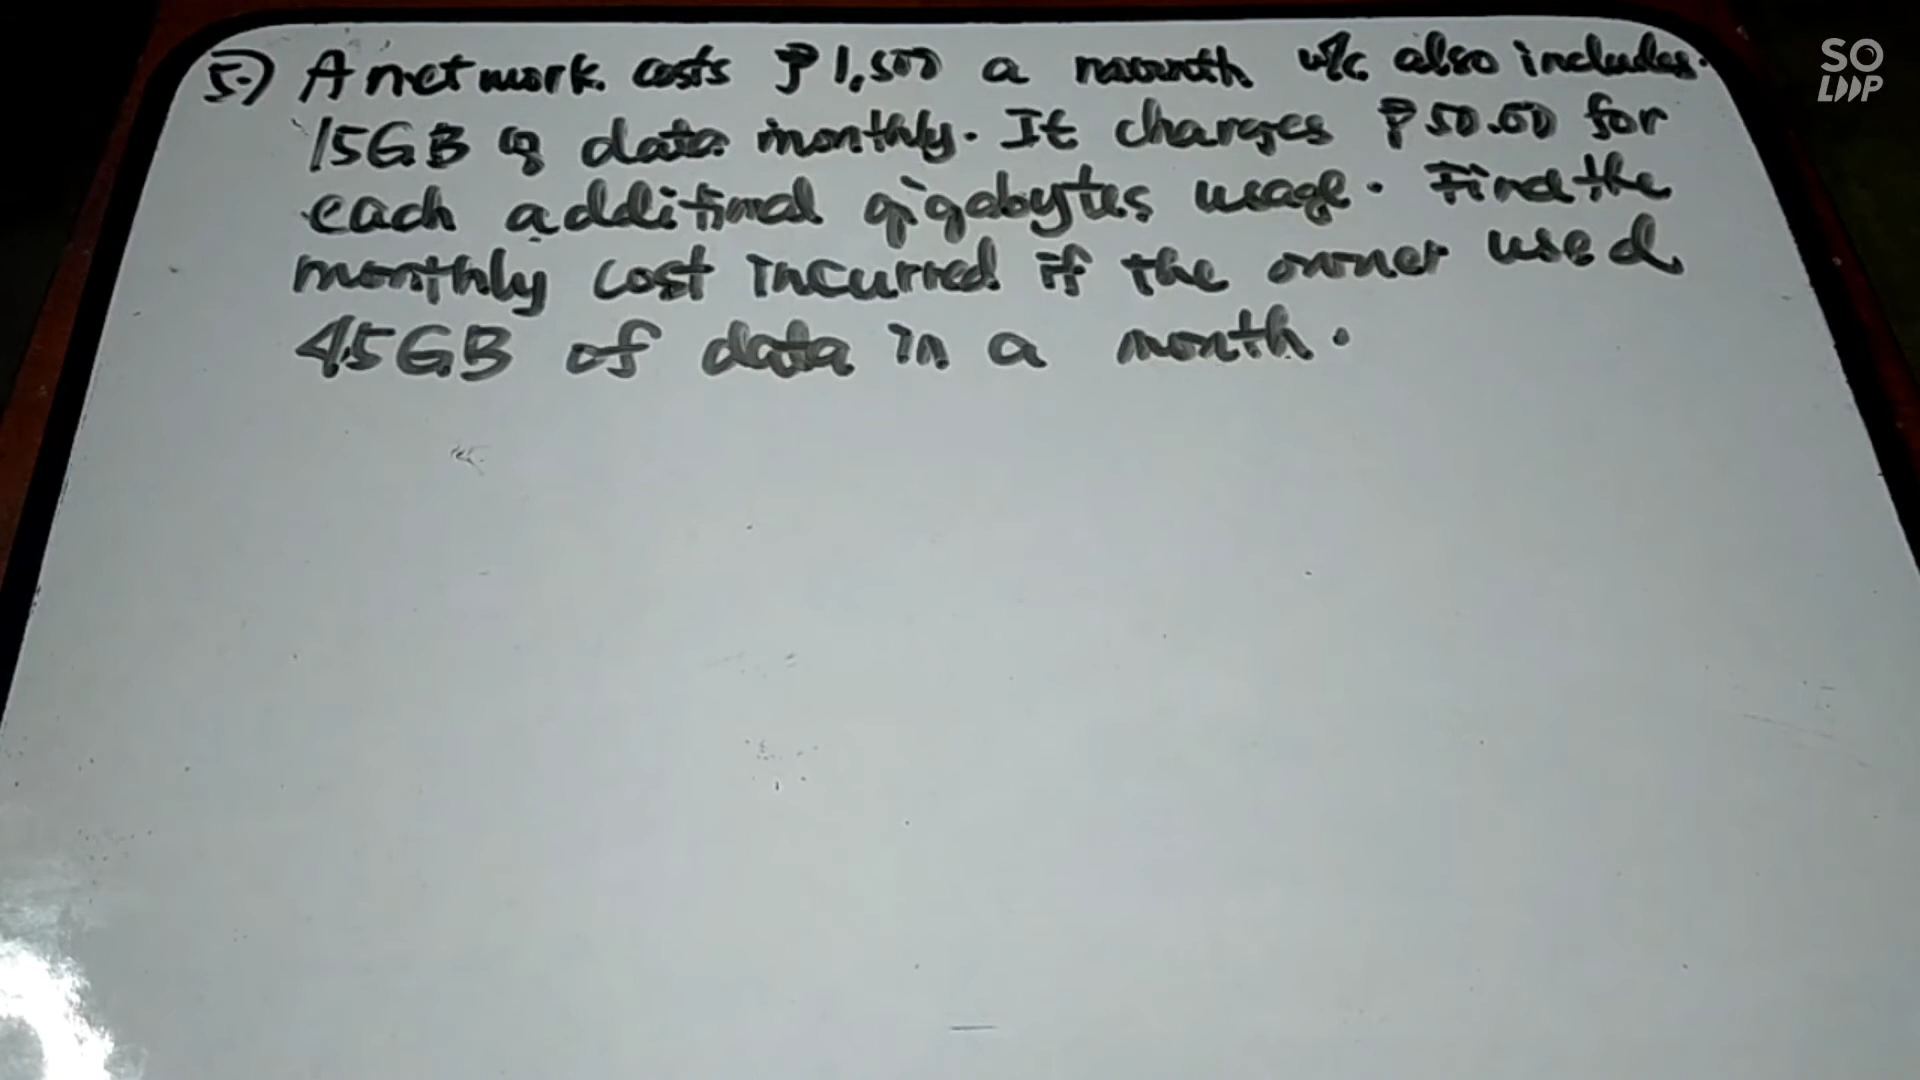 5.) A network costs ₱1,500 a month w/c also includes
15GB of data monthly. It charges ₱50.00 for
each additional gigabytes usage. Find the
monthly cost incurred if the owner used
45GB of data in a month.
SO
LOOP